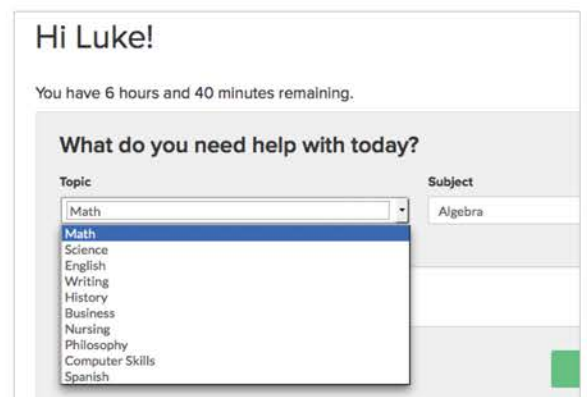 Hi Luke!
You have 6 hours and 40 minutes remaining.
What do you need help with today?
Topic Subject
Math Algebra
Math
Science
English
Writing
History
Business
Nursing
Philosophy
Computer Skills
Spanish